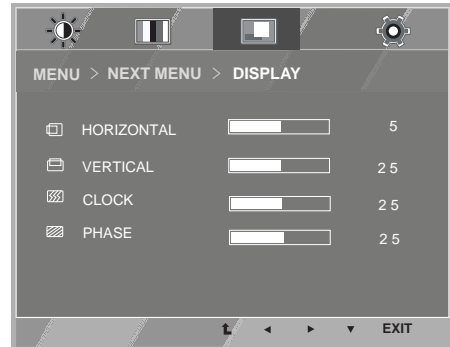 MENU > NEXT MENU > DISPLAY
HORIZONTAL 5
VERTICAL 25
CLOCK 25
PHASE 25
EXIT